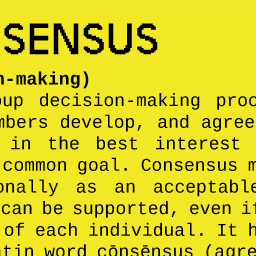 SENSUS
n-making)
oup decision-making proc
mbers develop, and agree
in the best interest
common goal. Consensus m
onally as an acceptable
can be supported, even if
of each individual. It h
atin word cōnsēnsus (agre